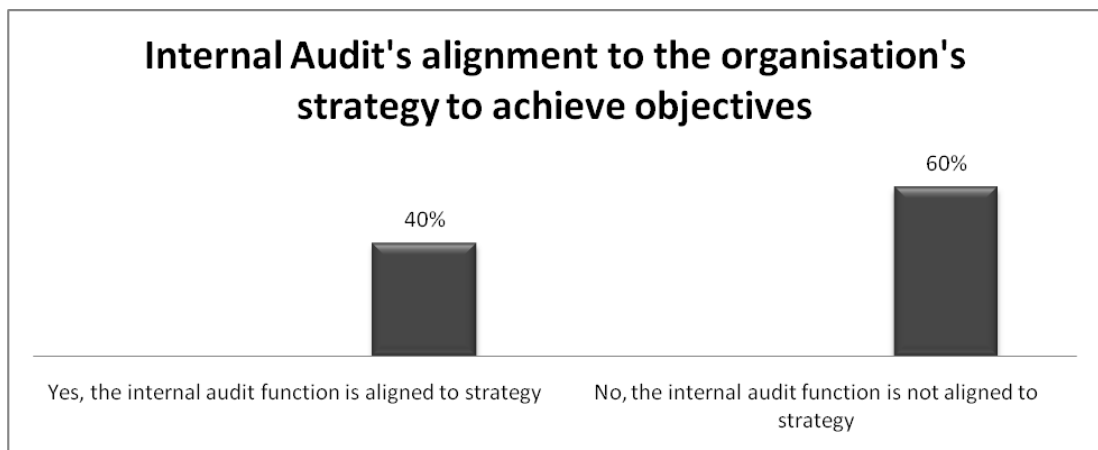 Internal Audit's alignment to the organisation's
strategy to achieve objectives
60%
40%
Yes, the internal audit function is aligned to strategy
No, the internal audit function is not aligned to
strategy